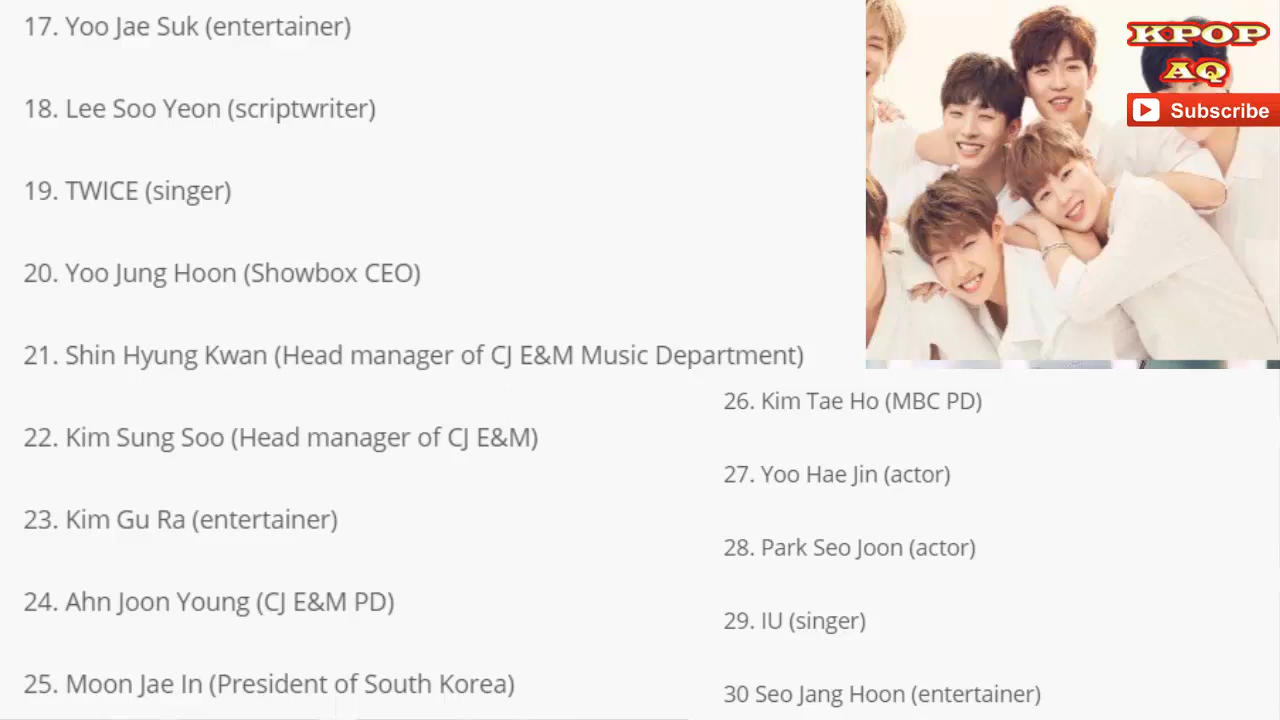 17. Yoo Jae Suk (entertainer)
18. Lee Soo Yeon (scriptwriter)
19. TWICE (singer)
20. Yoo Jung Hoon (Showbox CEO)
21. Shin Hyung Kwan (Head manager of CJ E&M Music Department)
22. Kim Sung Soo (Head manager of CJ E&M)
23. Kim Gu Ra (entertainer)
24. Ahn Joon Young (CJ E&M PD)
25. Moon Jae In (President of South Korea)
KPOP
AQ
Subscribe
26. Kim Tae Ho (MBC PD)
27. Yoo Hae Jin (actor)
28. Park Seo Joon (actor)
29. IU (singer)
30 Seo Jang Hoon (entertainer)